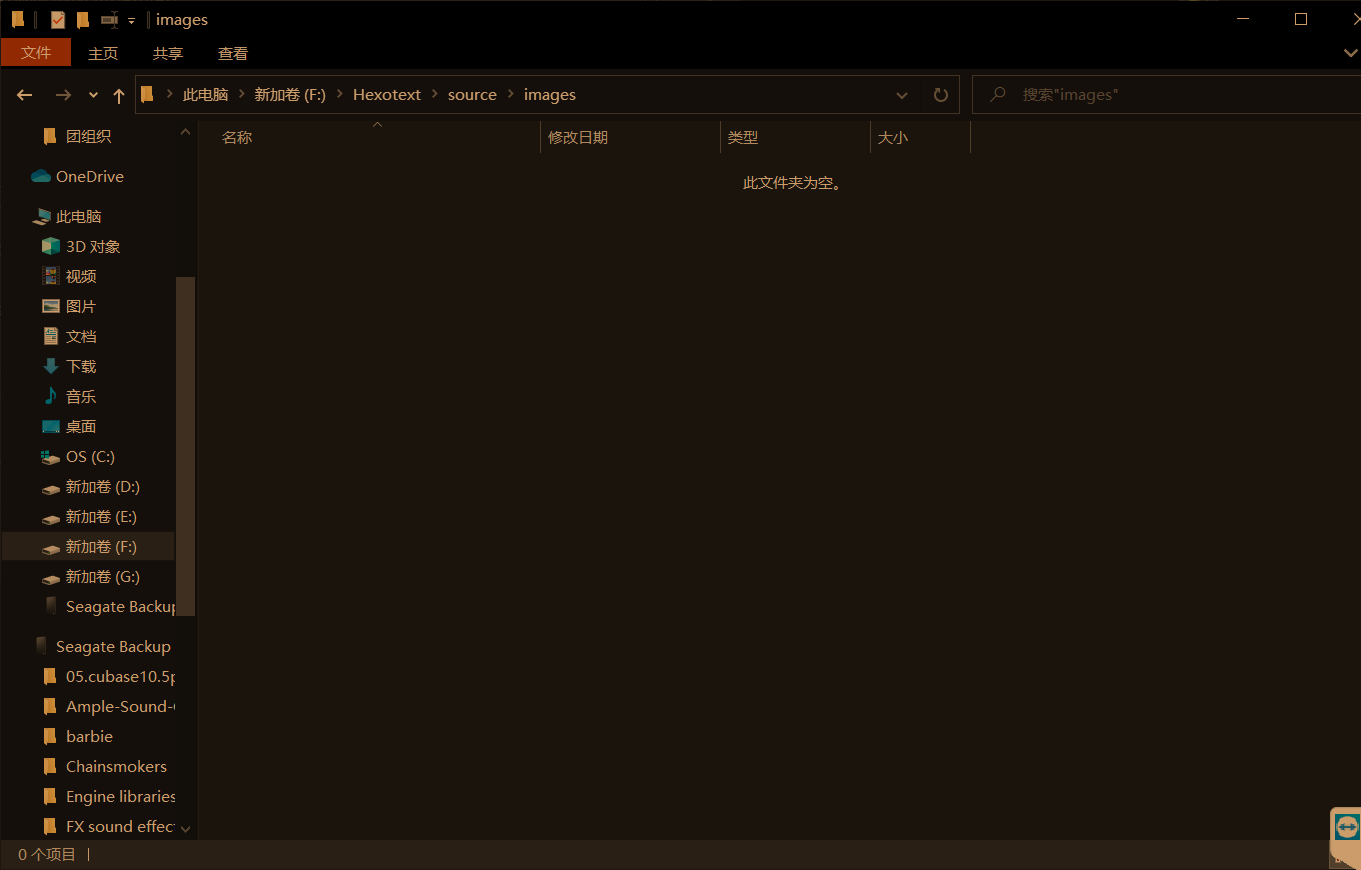 images
文件 主页 共享 查看
此电脑 新加卷 (F:) Hexotext source images 搜索"images"
名称 修改日期 类型 大小
此文件夹为空。
团组织
OneDrive
此电脑
3D 对象
视频
图片
文档
下载
音乐
桌面
OS (C:)
新加卷 (D:)
新加卷 (E:)
新加卷 (F:)
新加卷 (G:)
Seagate Backup
Seagate Backup
05.cubase10.5p
Ample-Sound-
barbie
Chainsmokers
Engine libraries
FX sound effec
0 个项目